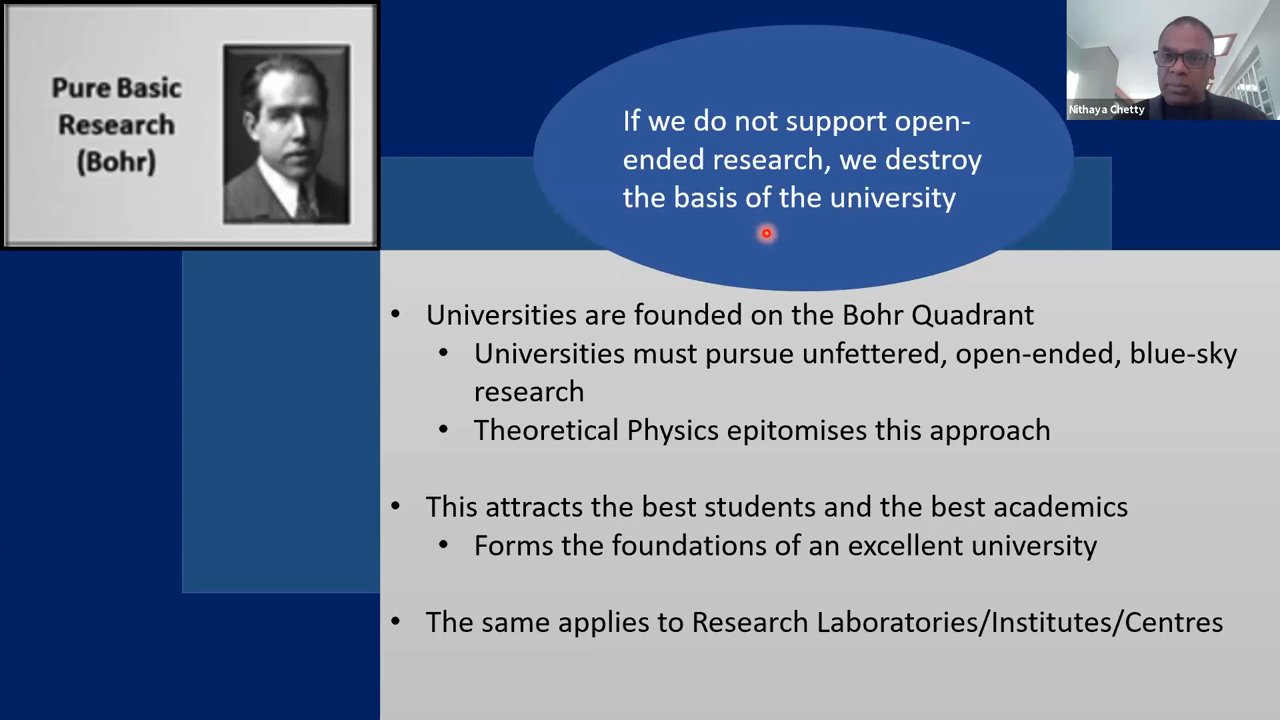 Pure Basic
Research
(Bohr)
If we do not support open-
ended research, we destroy
the basis of the university
Nithaya Chetty
• Universities are founded on the Bohr Quadrant
• Universities must pursue unfettered, open-ended, blue-sky
research
• Theoretical Physics epitomises this approach
• This attracts the best students and the best academics
• Forms the foundations of an excellent university
• The same applies to Research Laboratories/Institutes/Centres